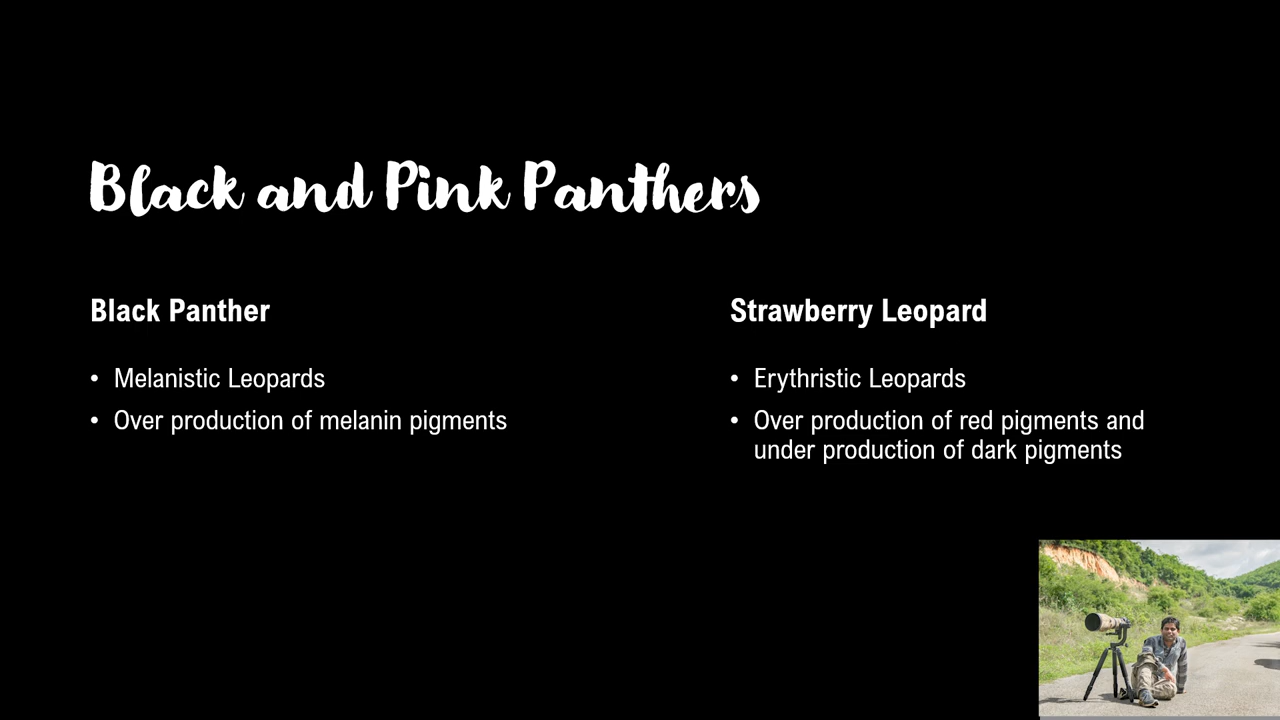 Black and Pink Panthers
Black Panther
• Melanistic Leopards
• Over production of melanin pigments
Strawberry Leopard
• Erythristic Leopards
• Over production of red pigments and
under production of dark pigments